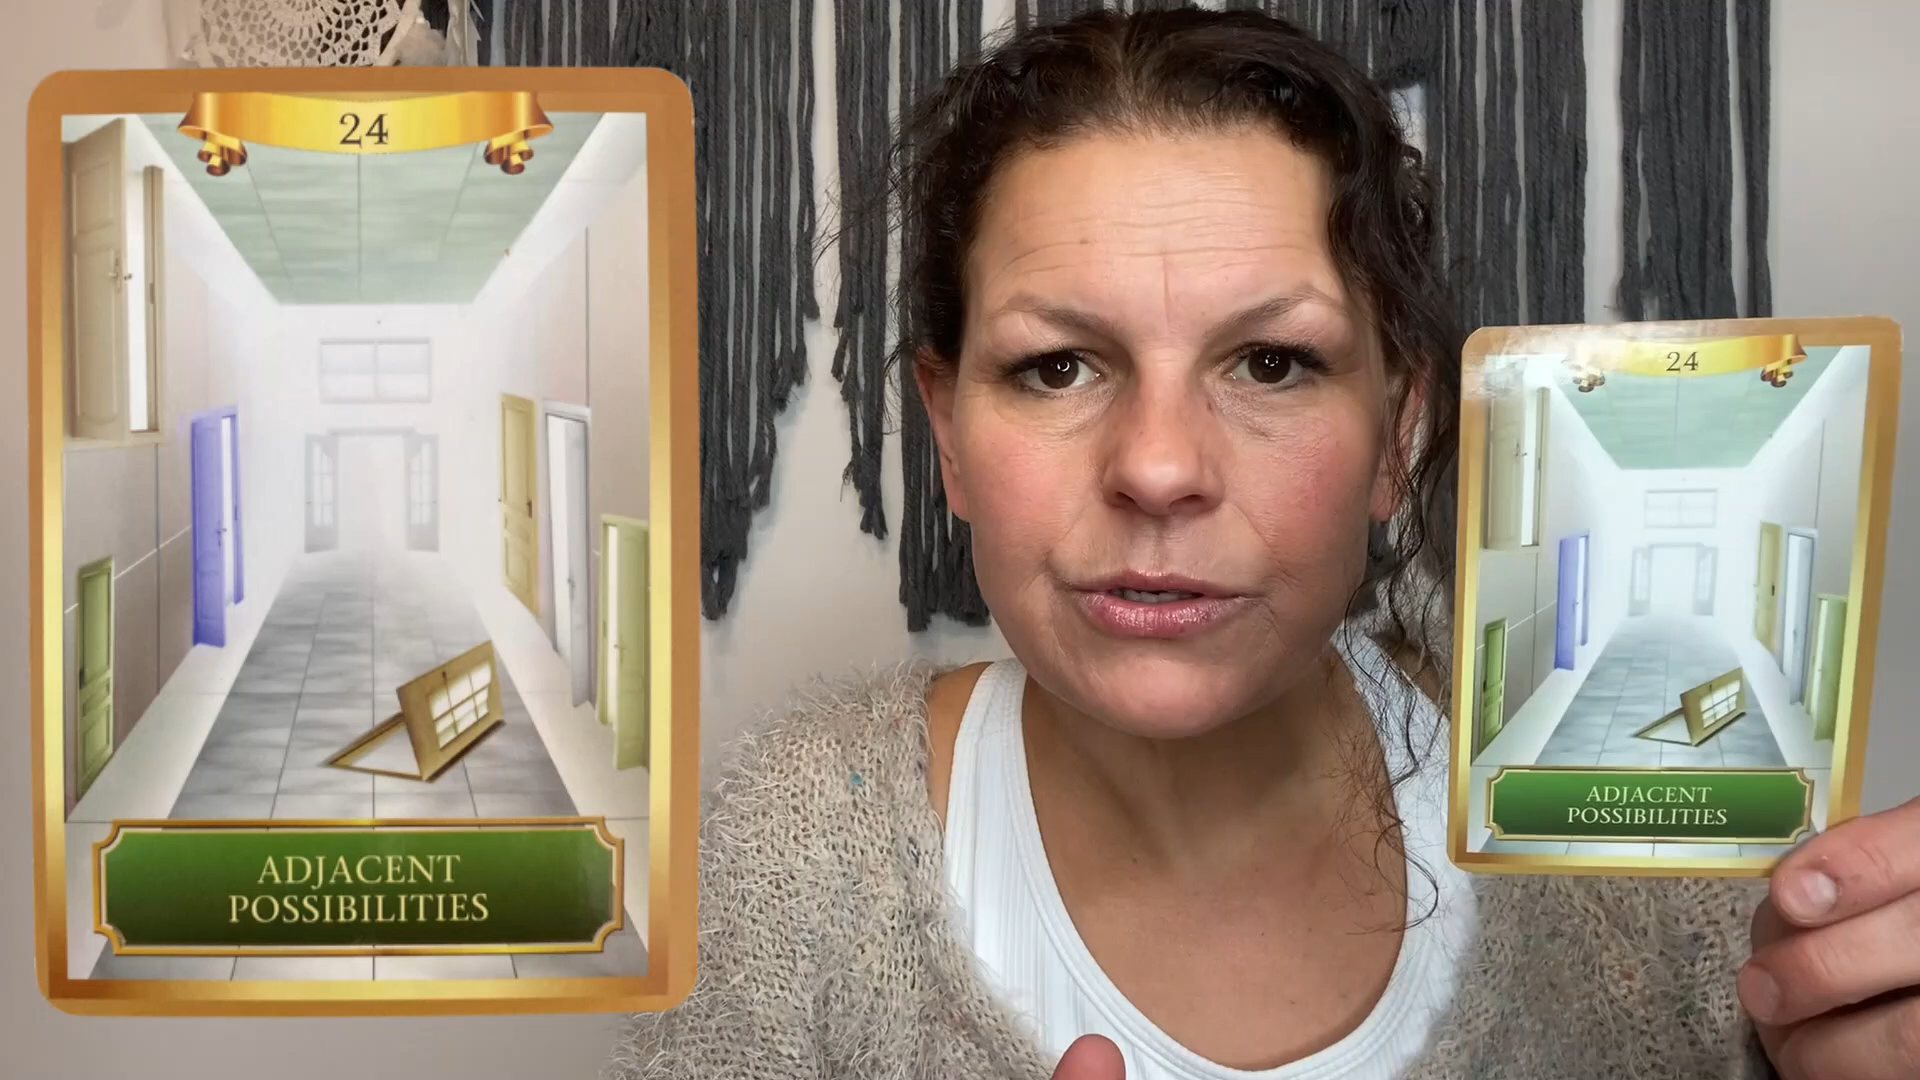 24
ADJACENT
POSSIBILITIES
24
ADJACENT
POSSIBILITIES